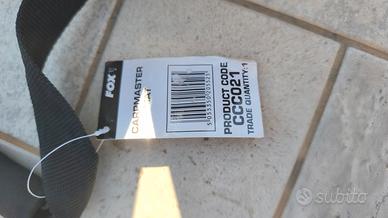 FOX
CARPMASTER
PRODUCT CODE
CCC021
TRADE QUANTITY:1
subito